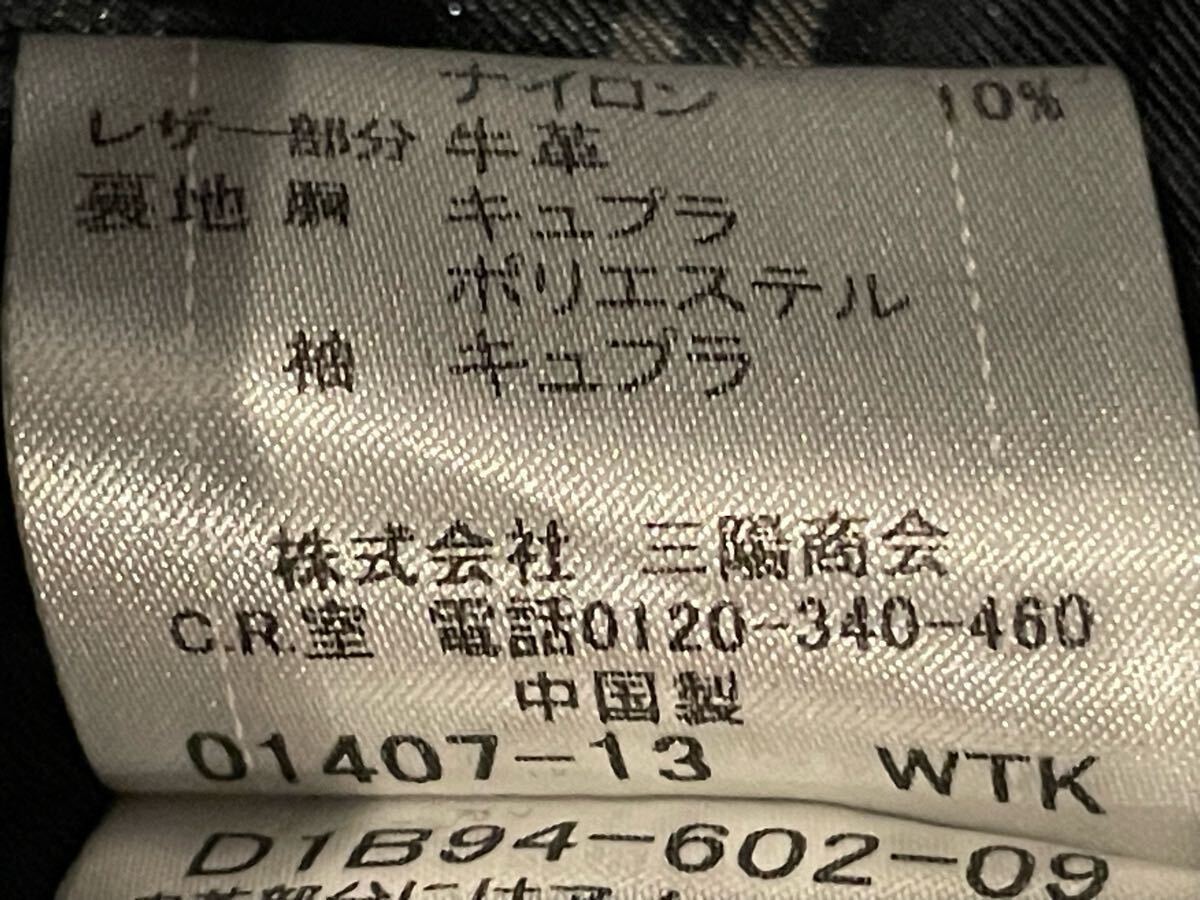 ナイロン 10%
レザー部分 牛革
裏地 胴 キュプラ
ポリエステル
袖 キュプラ
株式会社 三陽商会
C.R.室 電話0120-340-460
中国製
01407-13 WTK
D1B94-602-09